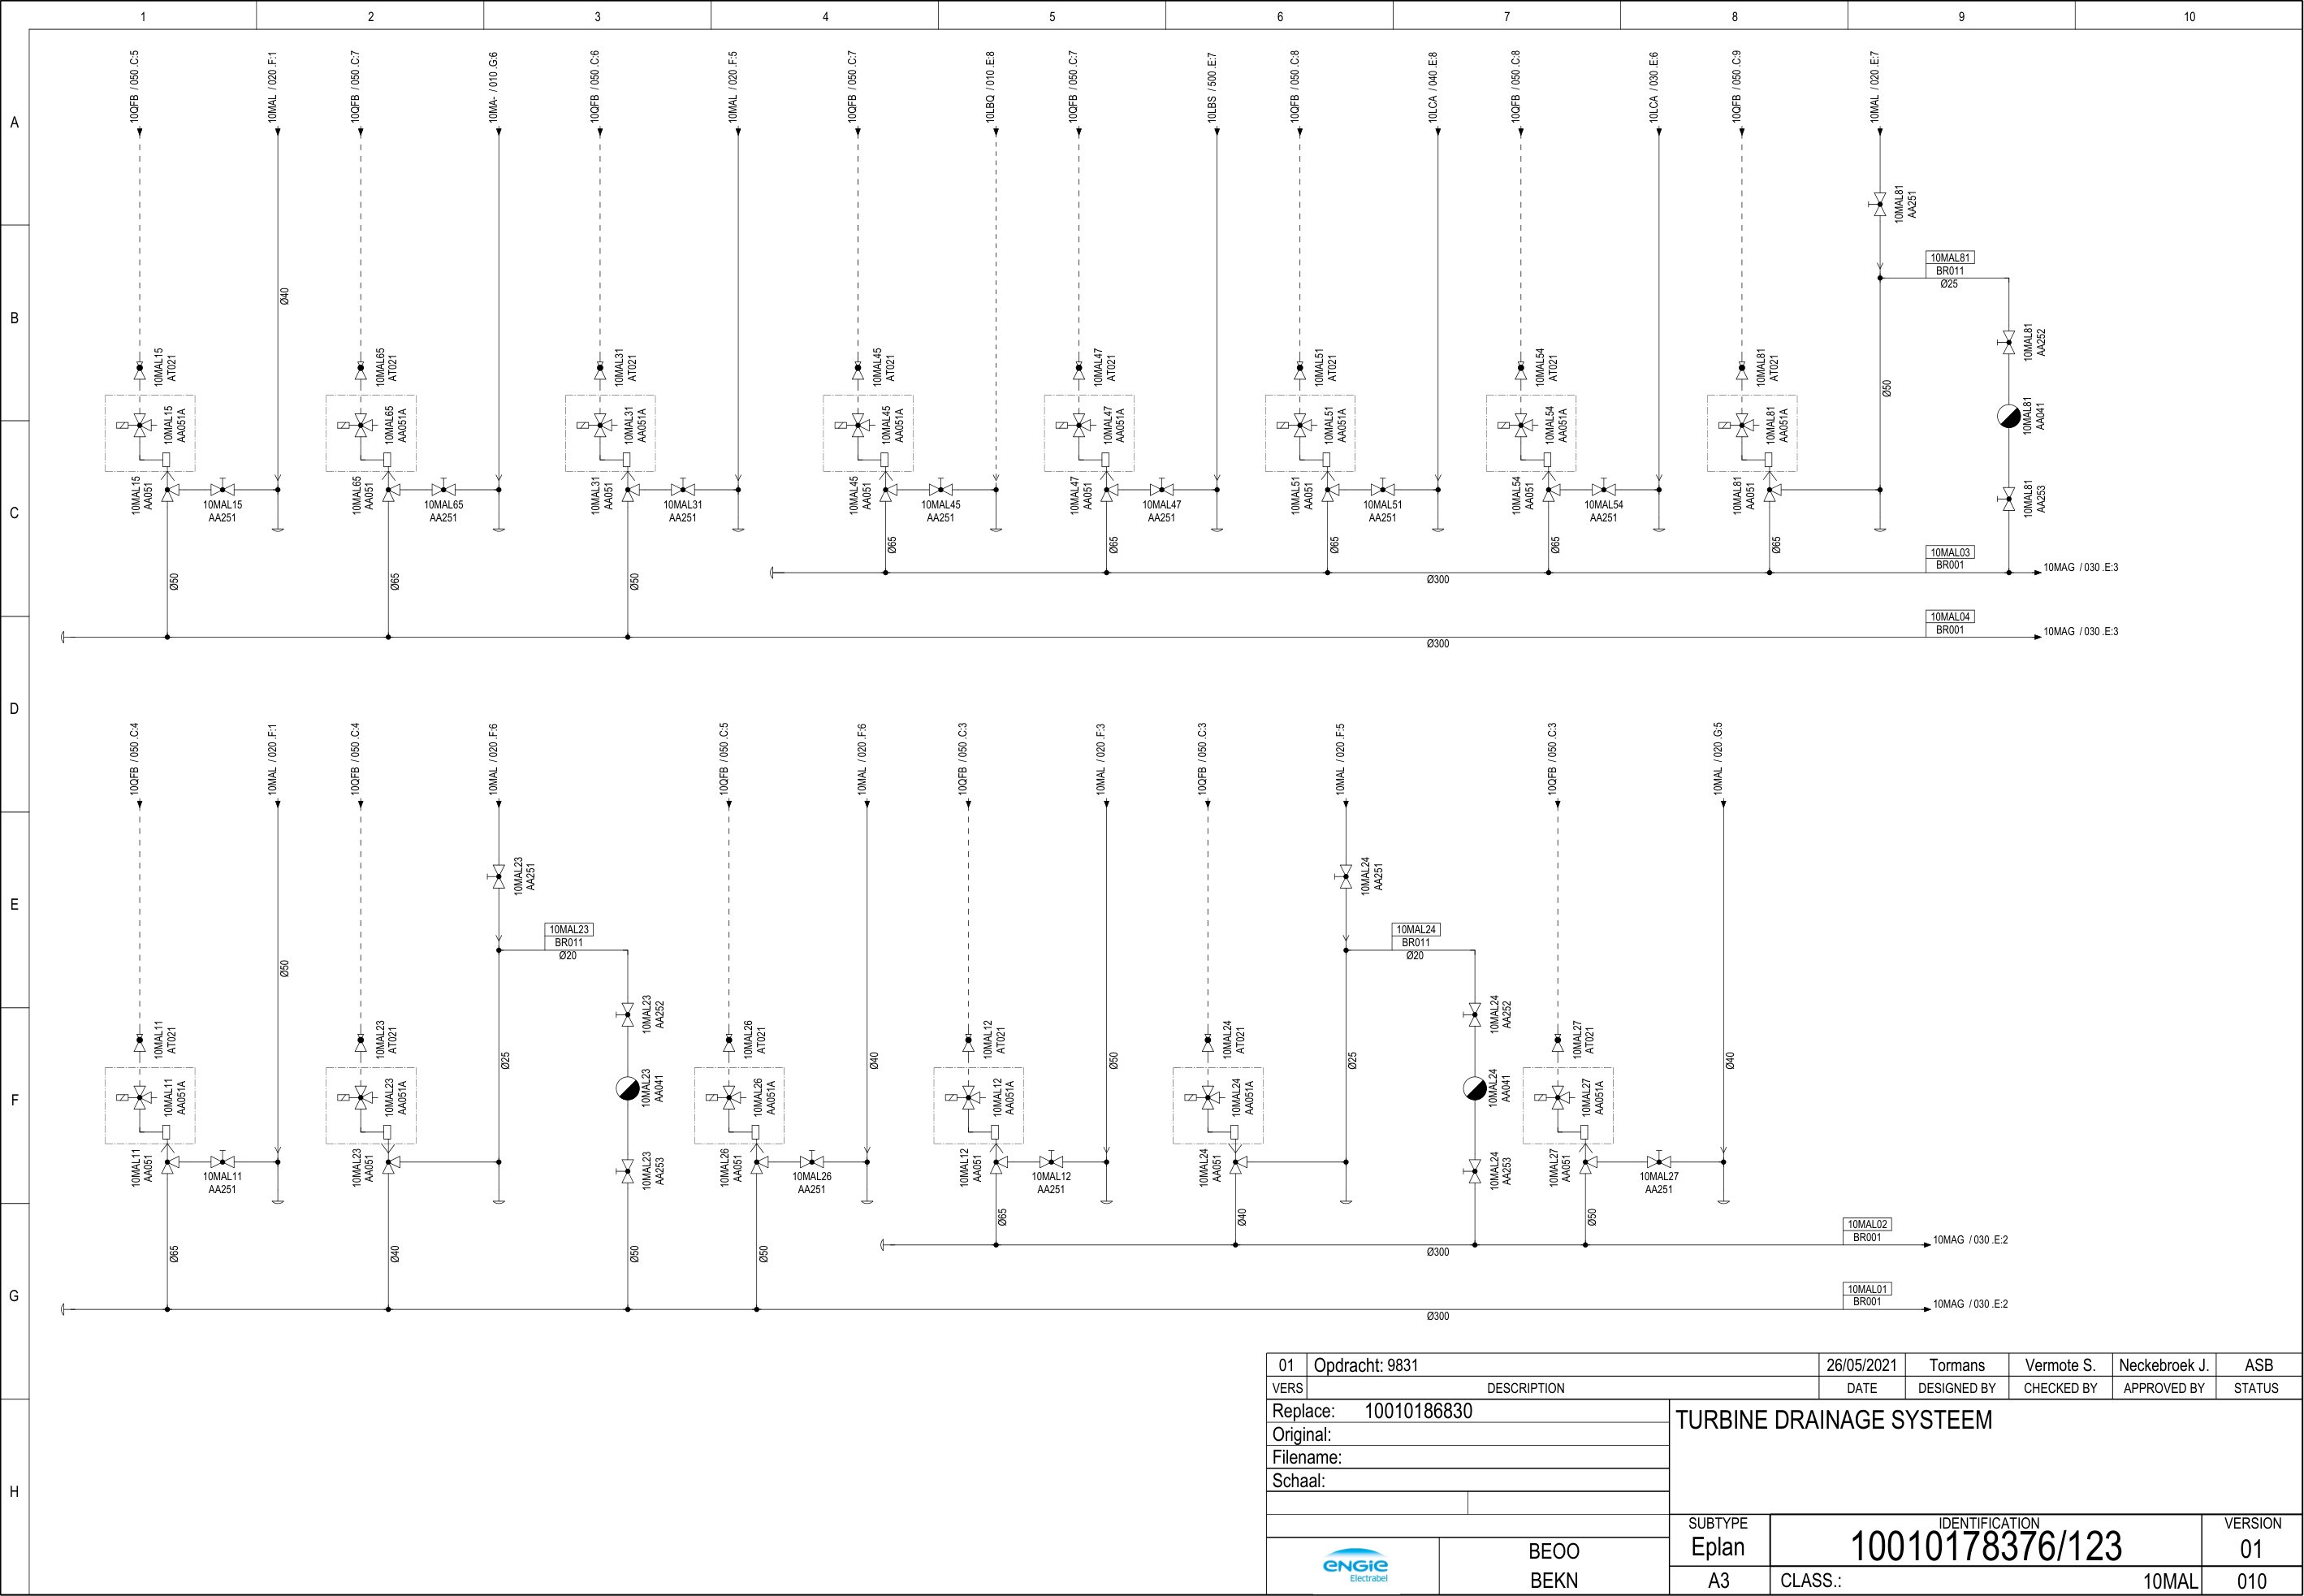 1 2 3 4 5 6 7 8 9 10
A
B
C
D
E
F
G
H
10QFB / 050 .C:5
10MAL / 020 .F:1
10QFB / 050 .C:7
10MA- / 010 .G:6
10QFB / 050 .C:6
10MAL / 020 .F:5
10QFB / 050 .C:7
10LBQ / 010 .E:8
10QFB / 050 .C:7
10LBS / 500 .E:7
10QFB / 050 .C:8
10LCA / 040 .E:8
10QFB / 050 .C:8
10LCA / 030 .E:6
10QFB / 050 .C:9
10MAL / 020 .E:7
10MAL81
AA251
10MAL81
BR011
Ø25
Ø40
Ø50
10MAL81
AA252
10MAL81
AA041
10MAL81
AA253
10MAL15
AT021
10MAL65
AT021
10MAL31
AT021
10MAL45
AT021
10MAL47
AT021
10MAL51
AT021
10MAL54
AT021
10MAL81
AT021
10MAL15
AA051A
10MAL65
AA051A
10MAL31
AA051A
10MAL45
AA051A
10MAL47
AA051A
10MAL51
AA051A
10MAL54
AA051A
10MAL81
AA051A
10MAL15
AA051
10MAL15
AA251
10MAL65
AA051
10MAL65
AA251
10MAL31
AA051
10MAL31
AA251
10MAL45
AA051
10MAL45
AA251
10MAL47
AA051
10MAL47
AA251
10MAL51
AA051
10MAL51
AA251
10MAL54
AA051
10MAL54
AA251
10MAL81
AA051
Ø65
Ø65
Ø65
Ø65
Ø65
10MAL03
BR001
10MAG / 030 .E:3
Ø300
Ø50
Ø65
Ø50
10MAL04
BR001
10MAG / 030 .E:3
Ø300
10QFB / 050 .C:4
10MAL / 020 .F:1
10QFB / 050 .C:4
10MAL / 020 .F:6
10QFB / 050 .C:5
10MAL / 020 .F:6
10QFB / 050 .C:3
10MAL / 020 .F:3
10QFB / 050 .C:3
10MAL / 020 .F:5
10QFB / 050 .C:3
10MAL / 020 .G:5
10MAL23
AA251
10MAL24
AA251
10MAL23
BR011
Ø20
10MAL24
BR011
Ø20
Ø50
10MAL23
AA252
10MAL24
AA252
10MAL11
AT021
10MAL23
AT021
10MAL26
AT021
10MAL12
AT021
10MAL24
AT021
10MAL27
AT021
Ø25
Ø40
Ø50
Ø25
Ø40
10MAL11
AA051A
10MAL23
AA051A
10MAL23
AA041
10MAL26
AA051A
10MAL12
AA051A
10MAL24
AA051A
10MAL24
AA041
10MAL27
AA051A
10MAL11
AA051
10MAL11
AA251
10MAL23
AA051
10MAL23
AA253
10MAL26
AA051
10MAL26
AA251
10MAL12
AA051
10MAL12
AA251
10MAL24
AA051
10MAL24
AA253
10MAL27
AA051
10MAL27
AA251
Ø65
Ø40
Ø50
10MAL02
BR001
10MAG / 030 .E:2
Ø300
Ø65
Ø40
Ø50
Ø50
10MAL01
BR001
10MAG / 030 .E:2
Ø300
01 Opdracht: 9831 26/05/2021 Tormans Vermote S. Neckebroek J. ASB
VERS DESCRIPTION DATE DESIGNED BY CHECKED BY APPROVED BY STATUS
Replace: 10010186830
Original:
Filename:
Schaal:
TURBINE DRAINAGE SYSTEEM
ENGIE
Electrabel
BEOO
BEKN
SUBTYPE
Eplan
A3
IDENTIFICATION
10010178376/123
CLASS.: 10MAL
VERSION
01
010